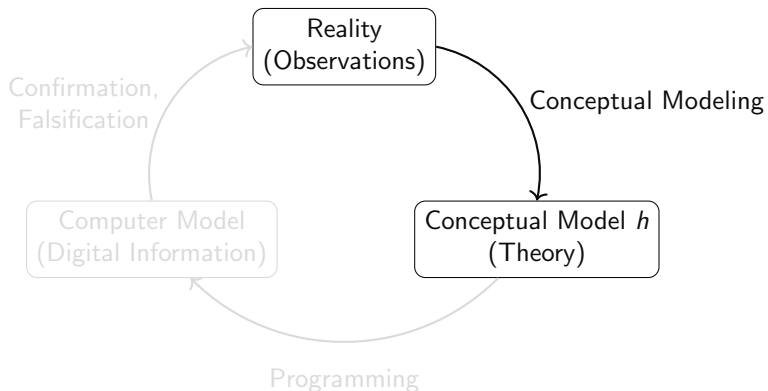 Reality
(Observations)
Confirmation,
Falsification
Conceptual Modeling
Computer Model
(Digital Information)
Conceptual Model h
(Theory)
Programming